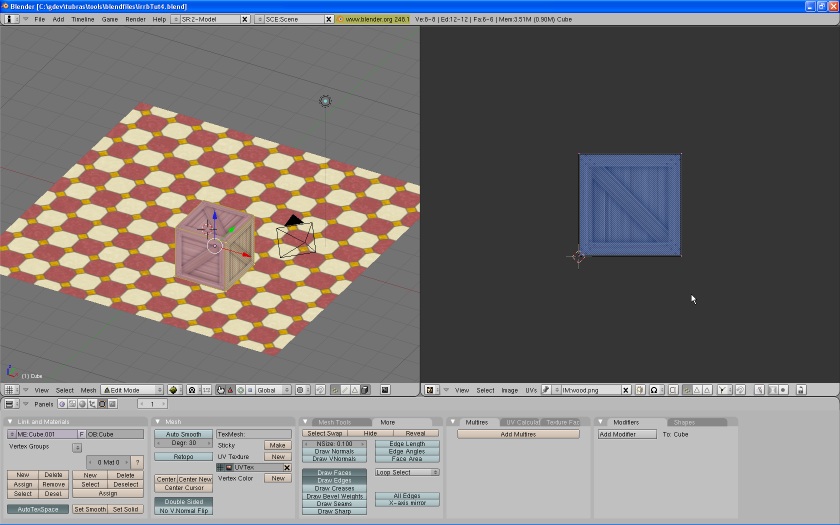 Blender [C:\gdev\tubras\tools\blendfiles\irrbTut4.blend]
File Add Timeline Game Render Help SR:2-Model SCE:Scene www.blender.org 246.1 Ve:8-8 | Ed:12-12 | Fa:6-6 | Mem:3.51M (0.90M) Cube
(1) Cube
View Select Mesh Edit Mode Global
View Select Image UVs IM:wood.png
Panels 1
Link and Materials
ME:Cube.001 F OB:Cube
Vertex Groups
0 Mat 0 ?
New Delete New Delete
Assign Remove Select Deselect
Select Desel. Assign
AutoTexSpace Set Smooth Set Solid
Mesh
Auto Smooth
Degr: 30
Retopo
Center Center New
Center Cursor
Double Sided
No V.Normal Flip
TexMesh:
Sticky Make
UV Texture New
UVTex
Vertex Color New
Mesh Tools More
Select Swap Hide Reveal
NSize: 0.100
Draw Normals
Draw VNormals
Draw Faces
Draw Edges
Draw Creases
Draw Bevel Weights
Draw Seams
Draw Sharp
Edge Length
Edge Angles
Face Area
Loop Select
All Edges
X-axis mirror
Multires UV Calcula Texture Fac
Add Multires
Modifiers Shapes
Add Modifier To: Cube